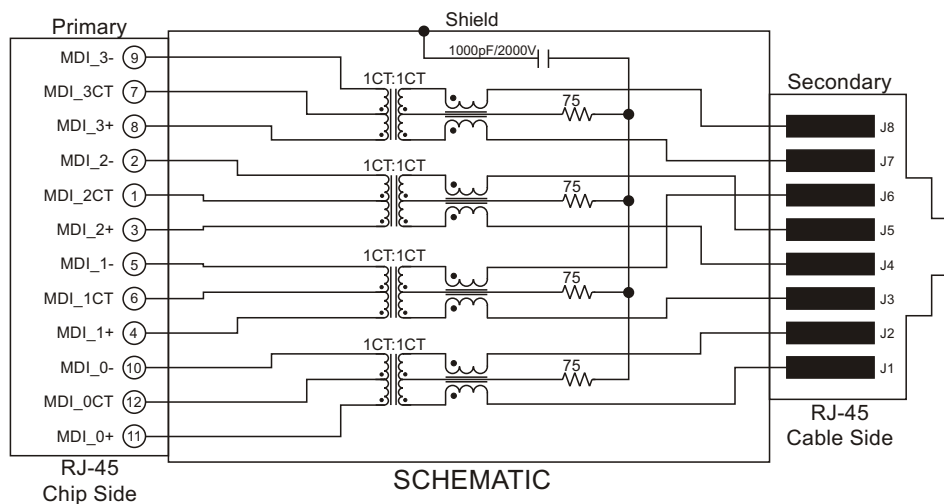 Primary
Shield
1000pF/2000V
Secondary
MDI_3- 9
MDI_3CT 7
MDI_3+ 8
MDI_2- 2
MDI_2CT 1
MDI_2+ 3
MDI_1- 5
MDI_1CT 6
MDI_1+ 4
MDI_0- 10
MDI_0CT 12
MDI_0+ 11
1CT:1CT
75
1CT:1CT
75
1CT:1CT
75
1CT:1CT
75
J8
J7
J6
J5
J4
J3
J2
J1
RJ-45
Chip Side
SCHEMATIC
RJ-45
Cable Side